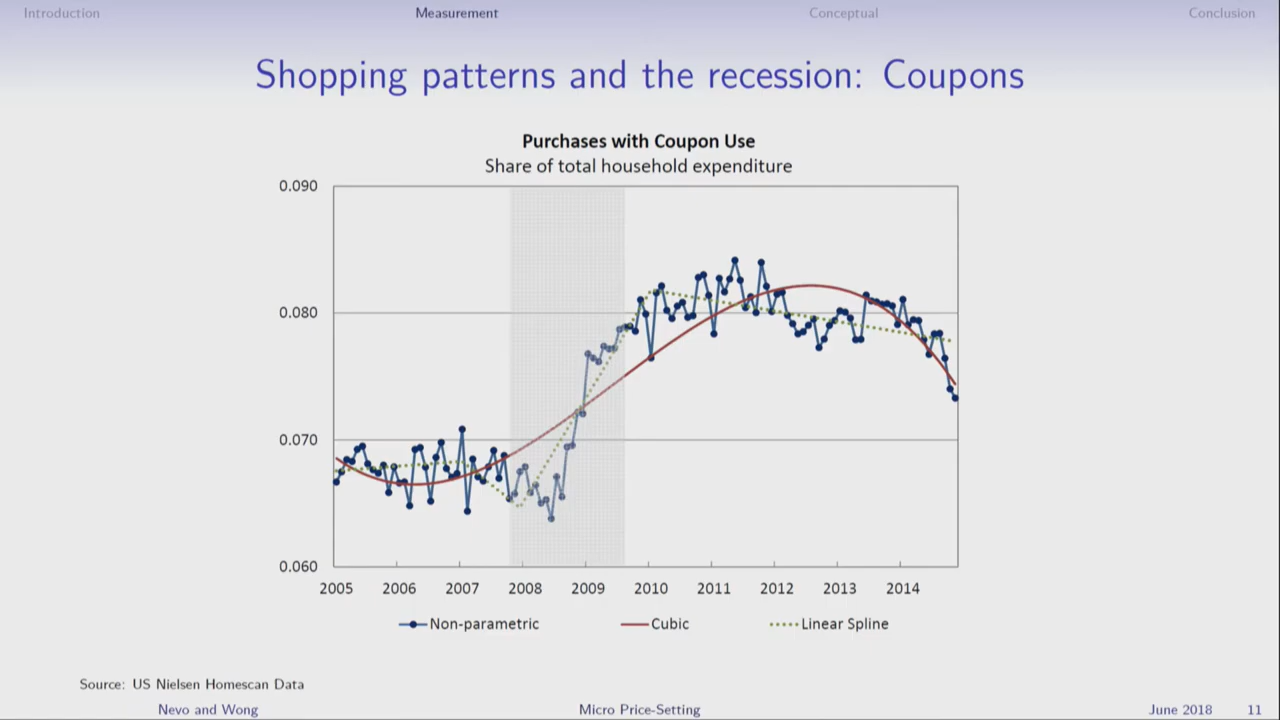 Introduction Measurement Conceptual Conclusion
Shopping patterns and the recession: Coupons
Purchases with Coupon Use
Share of total household expenditure
0.090
0.080
0.070
0.060
2005 2006 2007 2008 2009 2010 2011 2012 2013 2014
Non-parametric Cubic Linear Spline
Source: US Nielsen Homescan Data
Nevo and Wong Micro Price-Setting June 2018 11